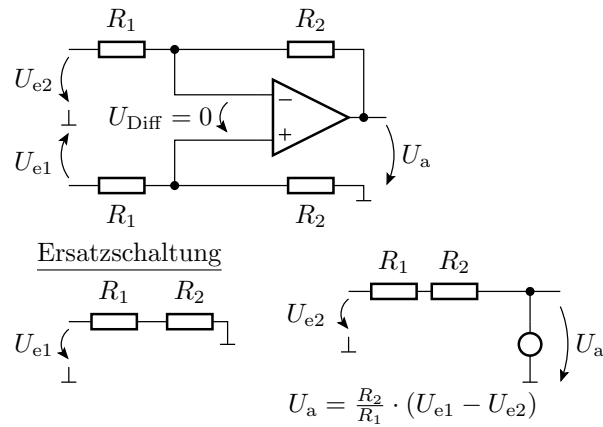 R₁ R₂
Uₑ₂
U_Diff = 0
−
+
Uₑ₁
Uₐ
R₁ R₂
Ersatzschaltung
R₁ R₂
Uₑ₁
R₁ R₂
Uₑ₂
Uₐ
Uₐ = R₂/R₁ · (Uₑ₁ − Uₑ₂)